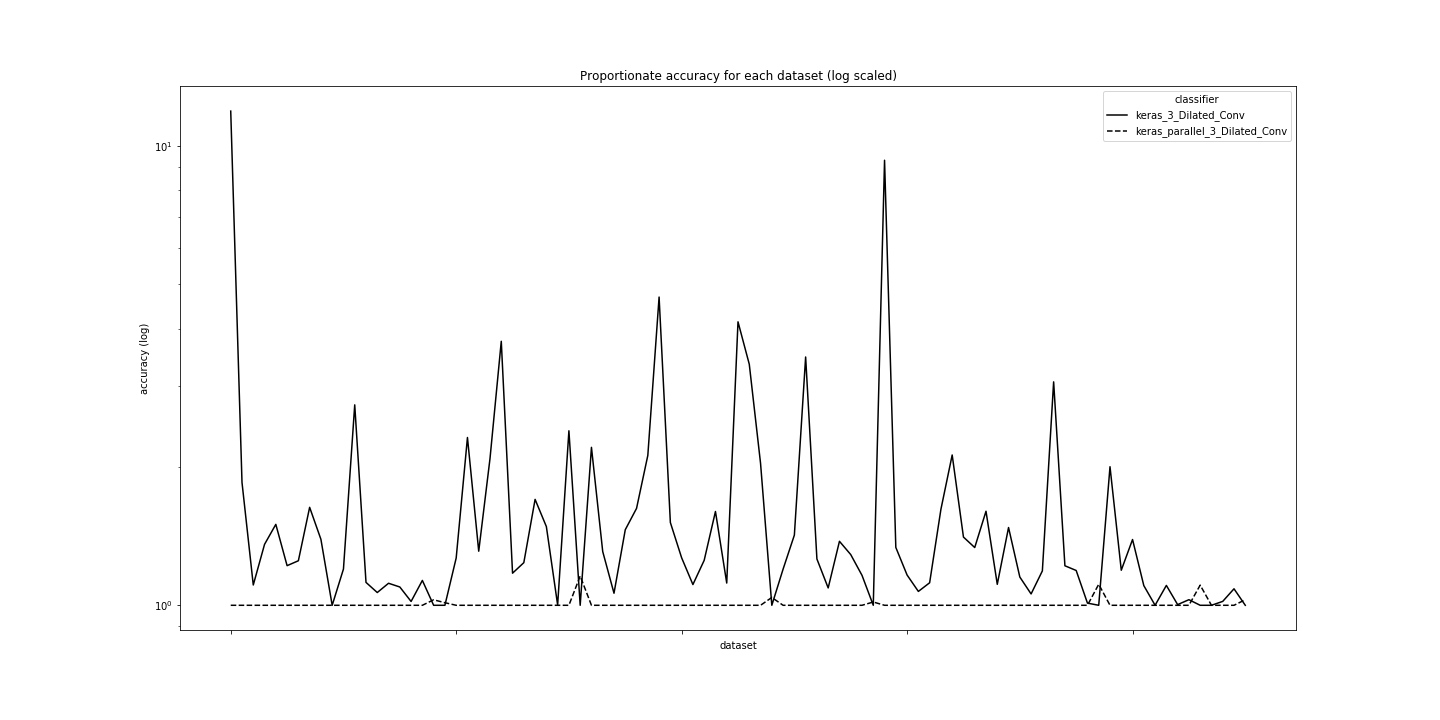 Proportionate accuracy for each dataset (log scaled)
classifier
keras_3_Dilated_Conv
keras_parallel_3_Dilated_Conv
10¹
accuracy (log)
10⁰
dataset